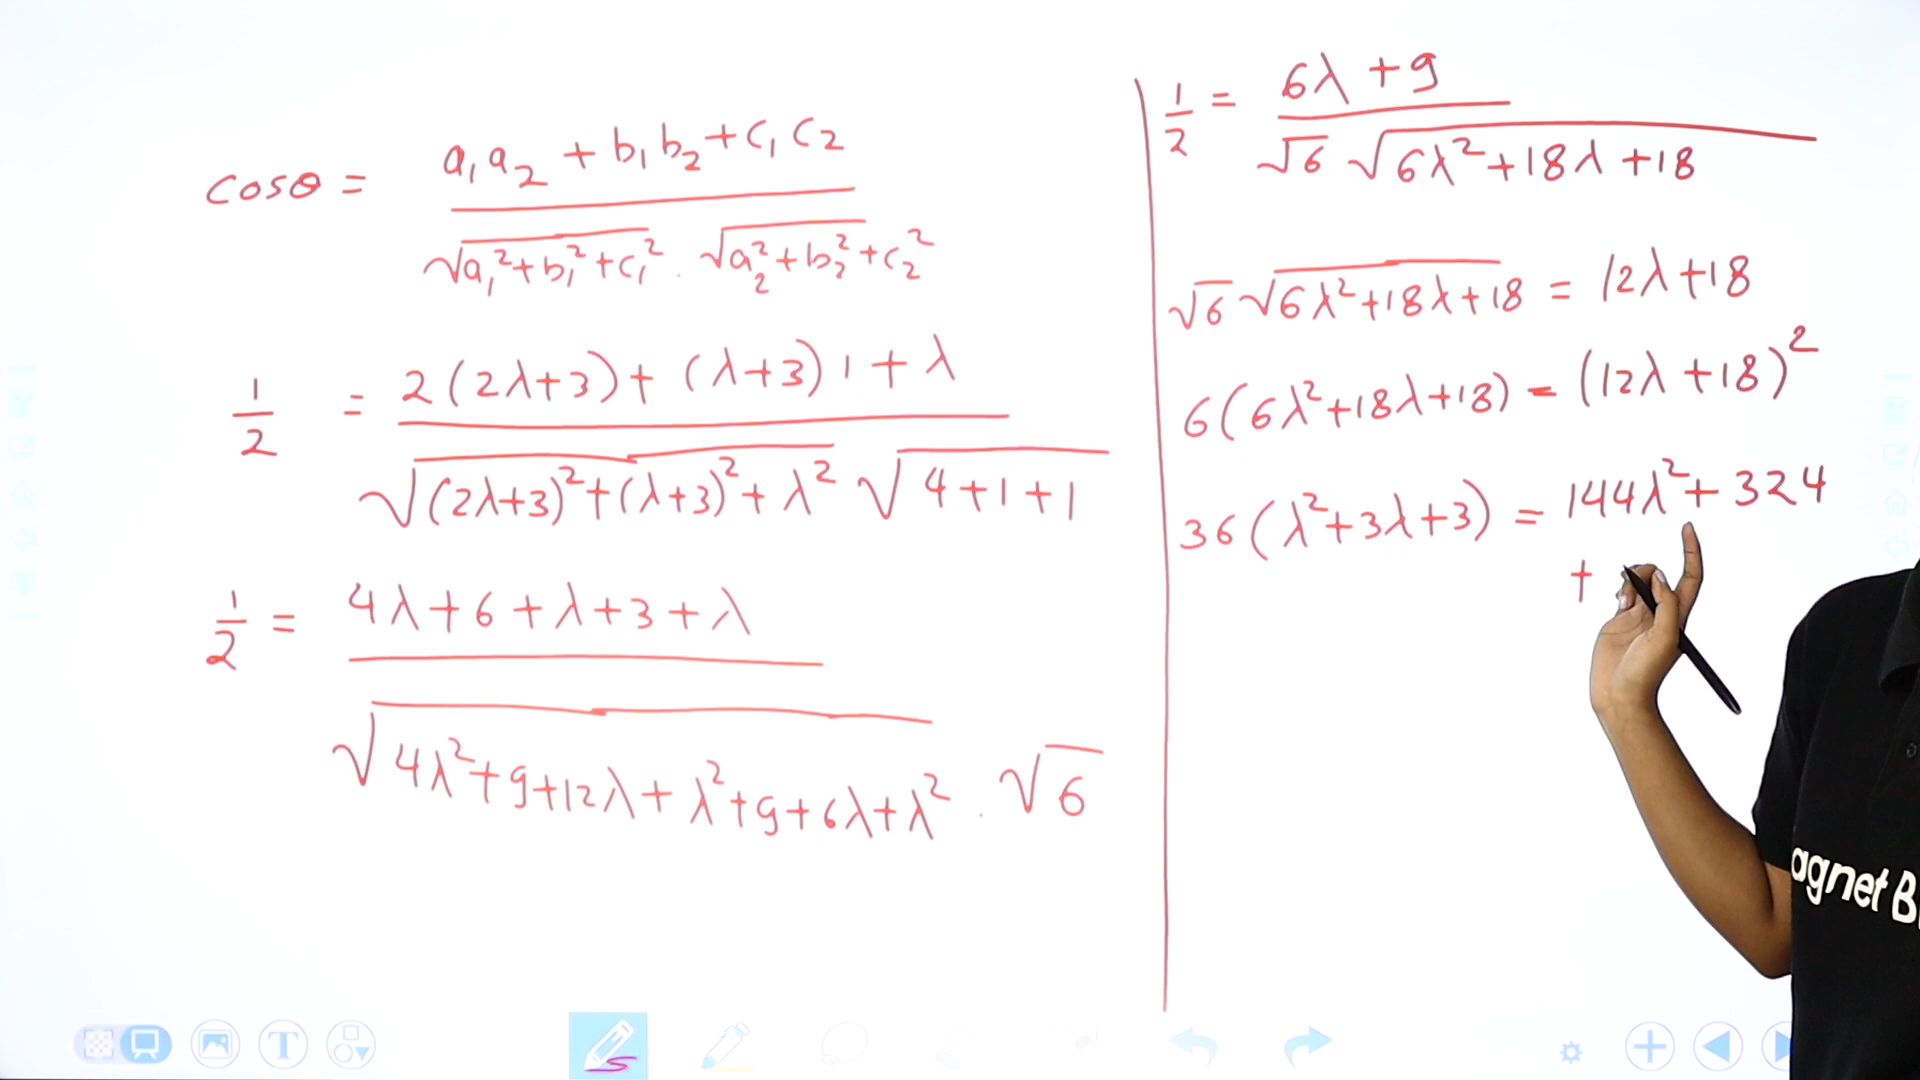 cosθ = a₁a₂ + b₁b₂ + c₁c₂ / √a₁²+b₁²+c₁² . √a₂²+b₂²+c₂²
1/2 = 2(2λ+3) + (λ+3)1 + λ / √(2λ+3)²+(λ+3)²+λ² √4+1+1
1/2 = 4λ+6+λ+3+λ / √4λ²+9+12λ+λ²+9+6λ+λ² . √6
1/2 = 6λ+9 / √6 √6λ²+18λ+18
√6 √6λ²+18λ+18 = 12λ+18
6(6λ²+18λ+18) = (12λ+18)²
36(λ²+3λ+3) = 144λ²+324
+
agnet B
T